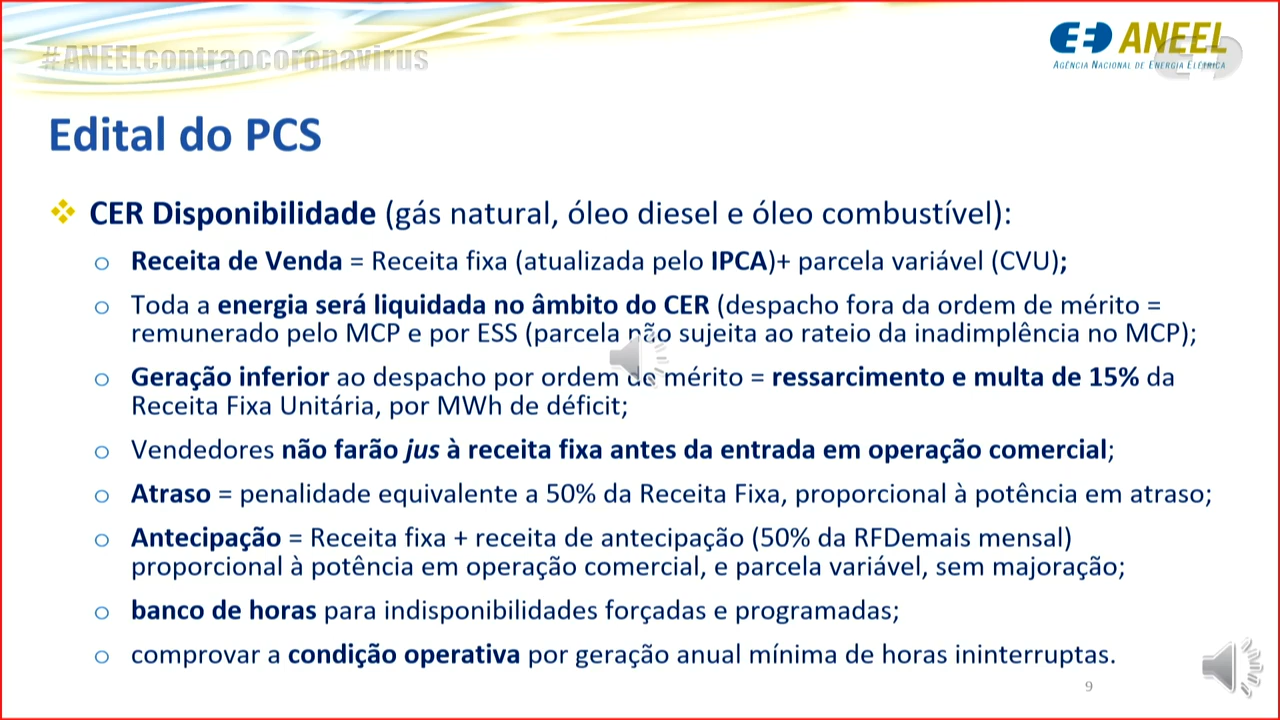 #ANEELcontraocoronavirus
ANEEL
AGÊNCIA NACIONAL DE ENERGIA ELÉTRICA
Edital do PCS
CER Disponibilidade (gás natural, óleo diesel e óleo combustível):
Receita de Venda = Receita fixa (atualizada pelo IPCA)+ parcela variável (CVU);
Toda a energia será liquidada no âmbito do CER (despacho fora da ordem de mérito =
remunerado pelo MCP e por ESS (parcela não sujeita ao rateio da inadimplência no MCP);
Geração inferior ao despacho por ordem de mérito = ressarcimento e multa de 15% da
Receita Fixa Unitária, por MWh de déficit;
Vendedores não farão jus à receita fixa antes da entrada em operação comercial;
Atraso = penalidade equivalente a 50% da Receita Fixa, proporcional à potência em atraso;
Antecipação = Receita fixa + receita de antecipação (50% da RFDemais mensal)
proporcional à potência em operação comercial, e parcela variável, sem majoração;
banco de horas para indisponibilidades forçadas e programadas;
comprovar a condição operativa por geração anual mínima de horas ininterruptas.
9